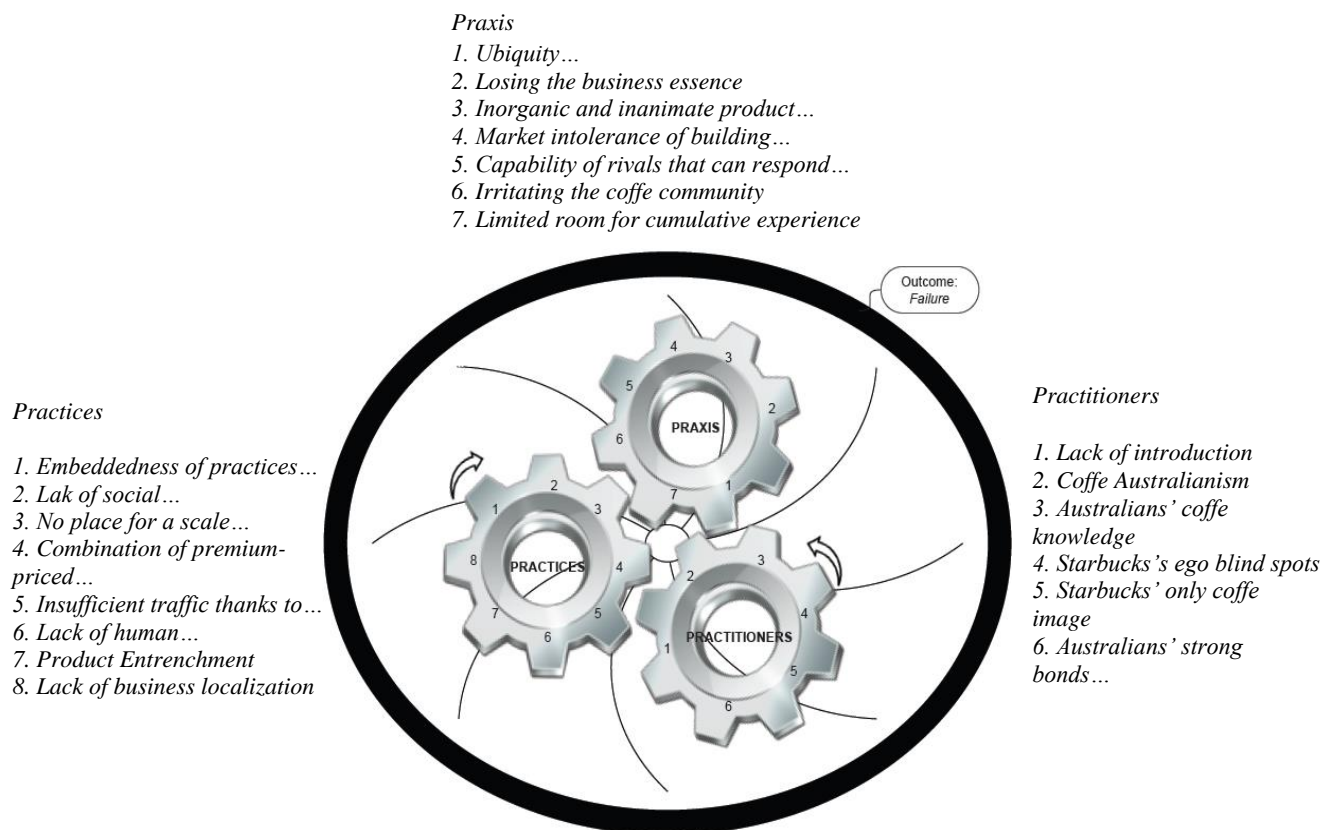 Praxis
1. Ubiquity…
2. Losing the business essence
3. Inorganic and inanimate product…
4. Market intolerance of building…
5. Capability of rivals that can respond…
6. Irritating the coffe community
7. Limited room for cumulative experience
Outcome:
Failure
4
3
5
2
PRAXIS
6
7
1
Practices
1. Embeddedness of practices…
2. Lak of social…
3. No place for a scale…
4. Combination of premium-
priced…
5. Insufficient traffic thanks to…
6. Lack of human…
7. Product Entrenchment
8. Lack of business localization
2
1
3
8
PRACTICES
4
7
5
6
3
2
4
PRACTITIONERS
1
5
6
Practitioners
1. Lack of introduction
2. Coffe Australianism
3. Australians’ coffe
knowledge
4. Starbucks’s ego blind spots
5. Starbucks’ only coffe
image
6. Australians’ strong
bonds…